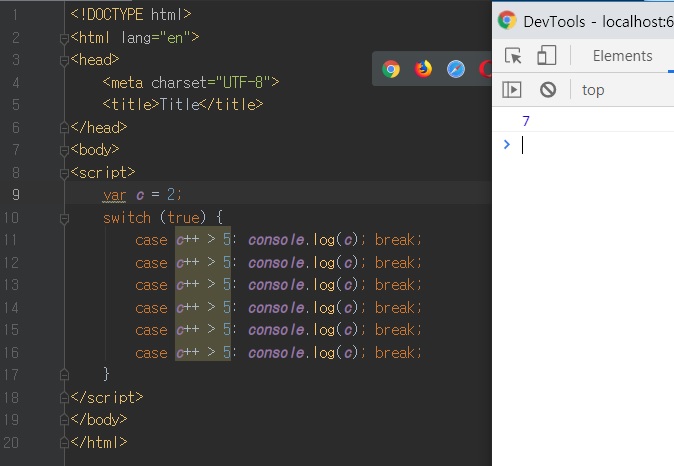 1 <!DOCTYPE html>
2 <html lang="en">
3 <head>
4 <meta charset="UTF-8">
5 <title>Title</title>
6 </head>
7 <body>
8 <script>
9 var c = 2;
10 switch (true) {
11 case c++ > 5: console.log(c); break;
12 case c++ > 5: console.log(c); break;
13 case c++ > 5: console.log(c); break;
14 case c++ > 5: console.log(c); break;
15 case c++ > 5: console.log(c); break;
16 case c++ > 5: console.log(c); break;
17 }
18 </script>
19 </body>
20 </html>
DevTools - localhost:6
Elements
top
7
>